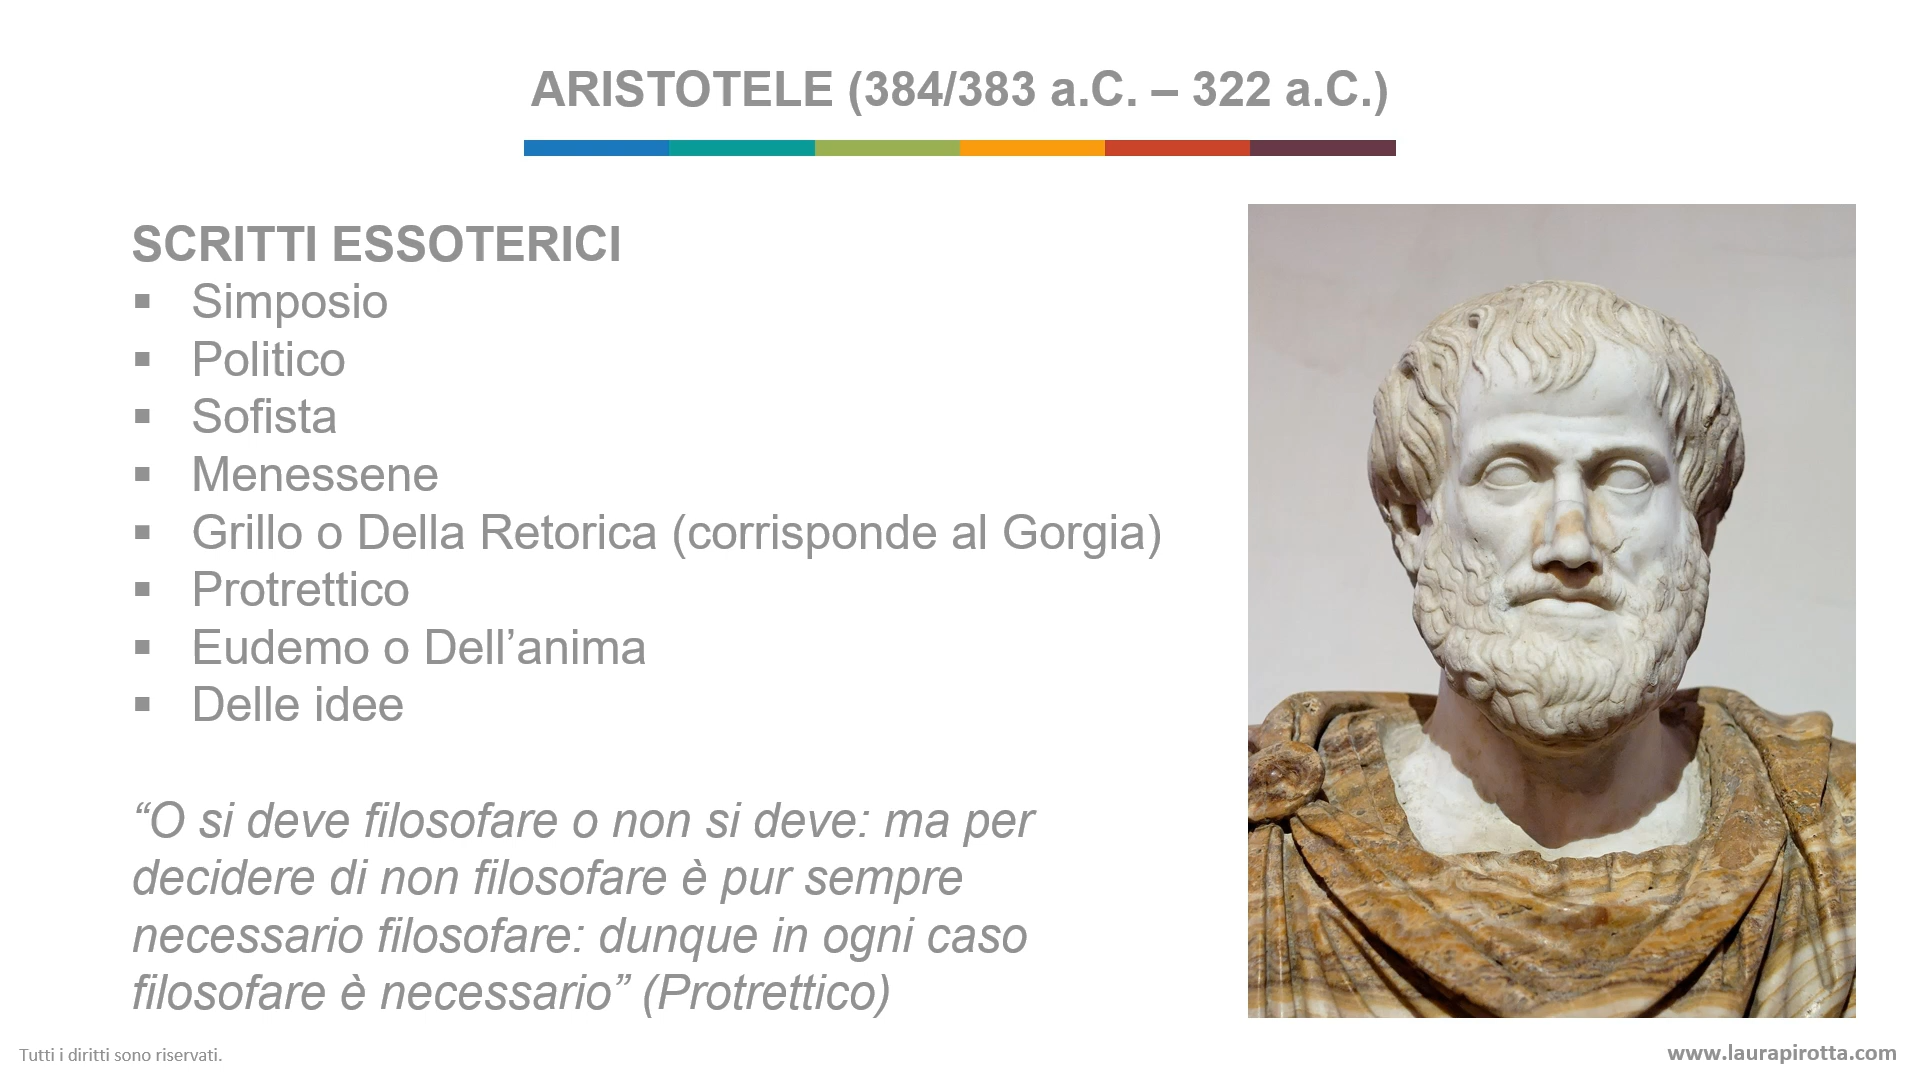 ARISTOTELE (384/383 a.C. – 322 a.C.)
SCRITTI ESSOTERICI
▪ Simposio
▪ Politico
▪ Sofista
▪ Menessene
▪ Grillo o Della Retorica (corrisponde al Gorgia)
▪ Protrettico
▪ Eudemo o Dell’anima
▪ Delle idee
“O si deve filosofare o non si deve: ma per
decidere di non filosofare è pur sempre
necessario filosofare: dunque in ogni caso
filosofare è necessario” (Protrettico)
Tutti i diritti sono riservati.
www.laurapirotta.com